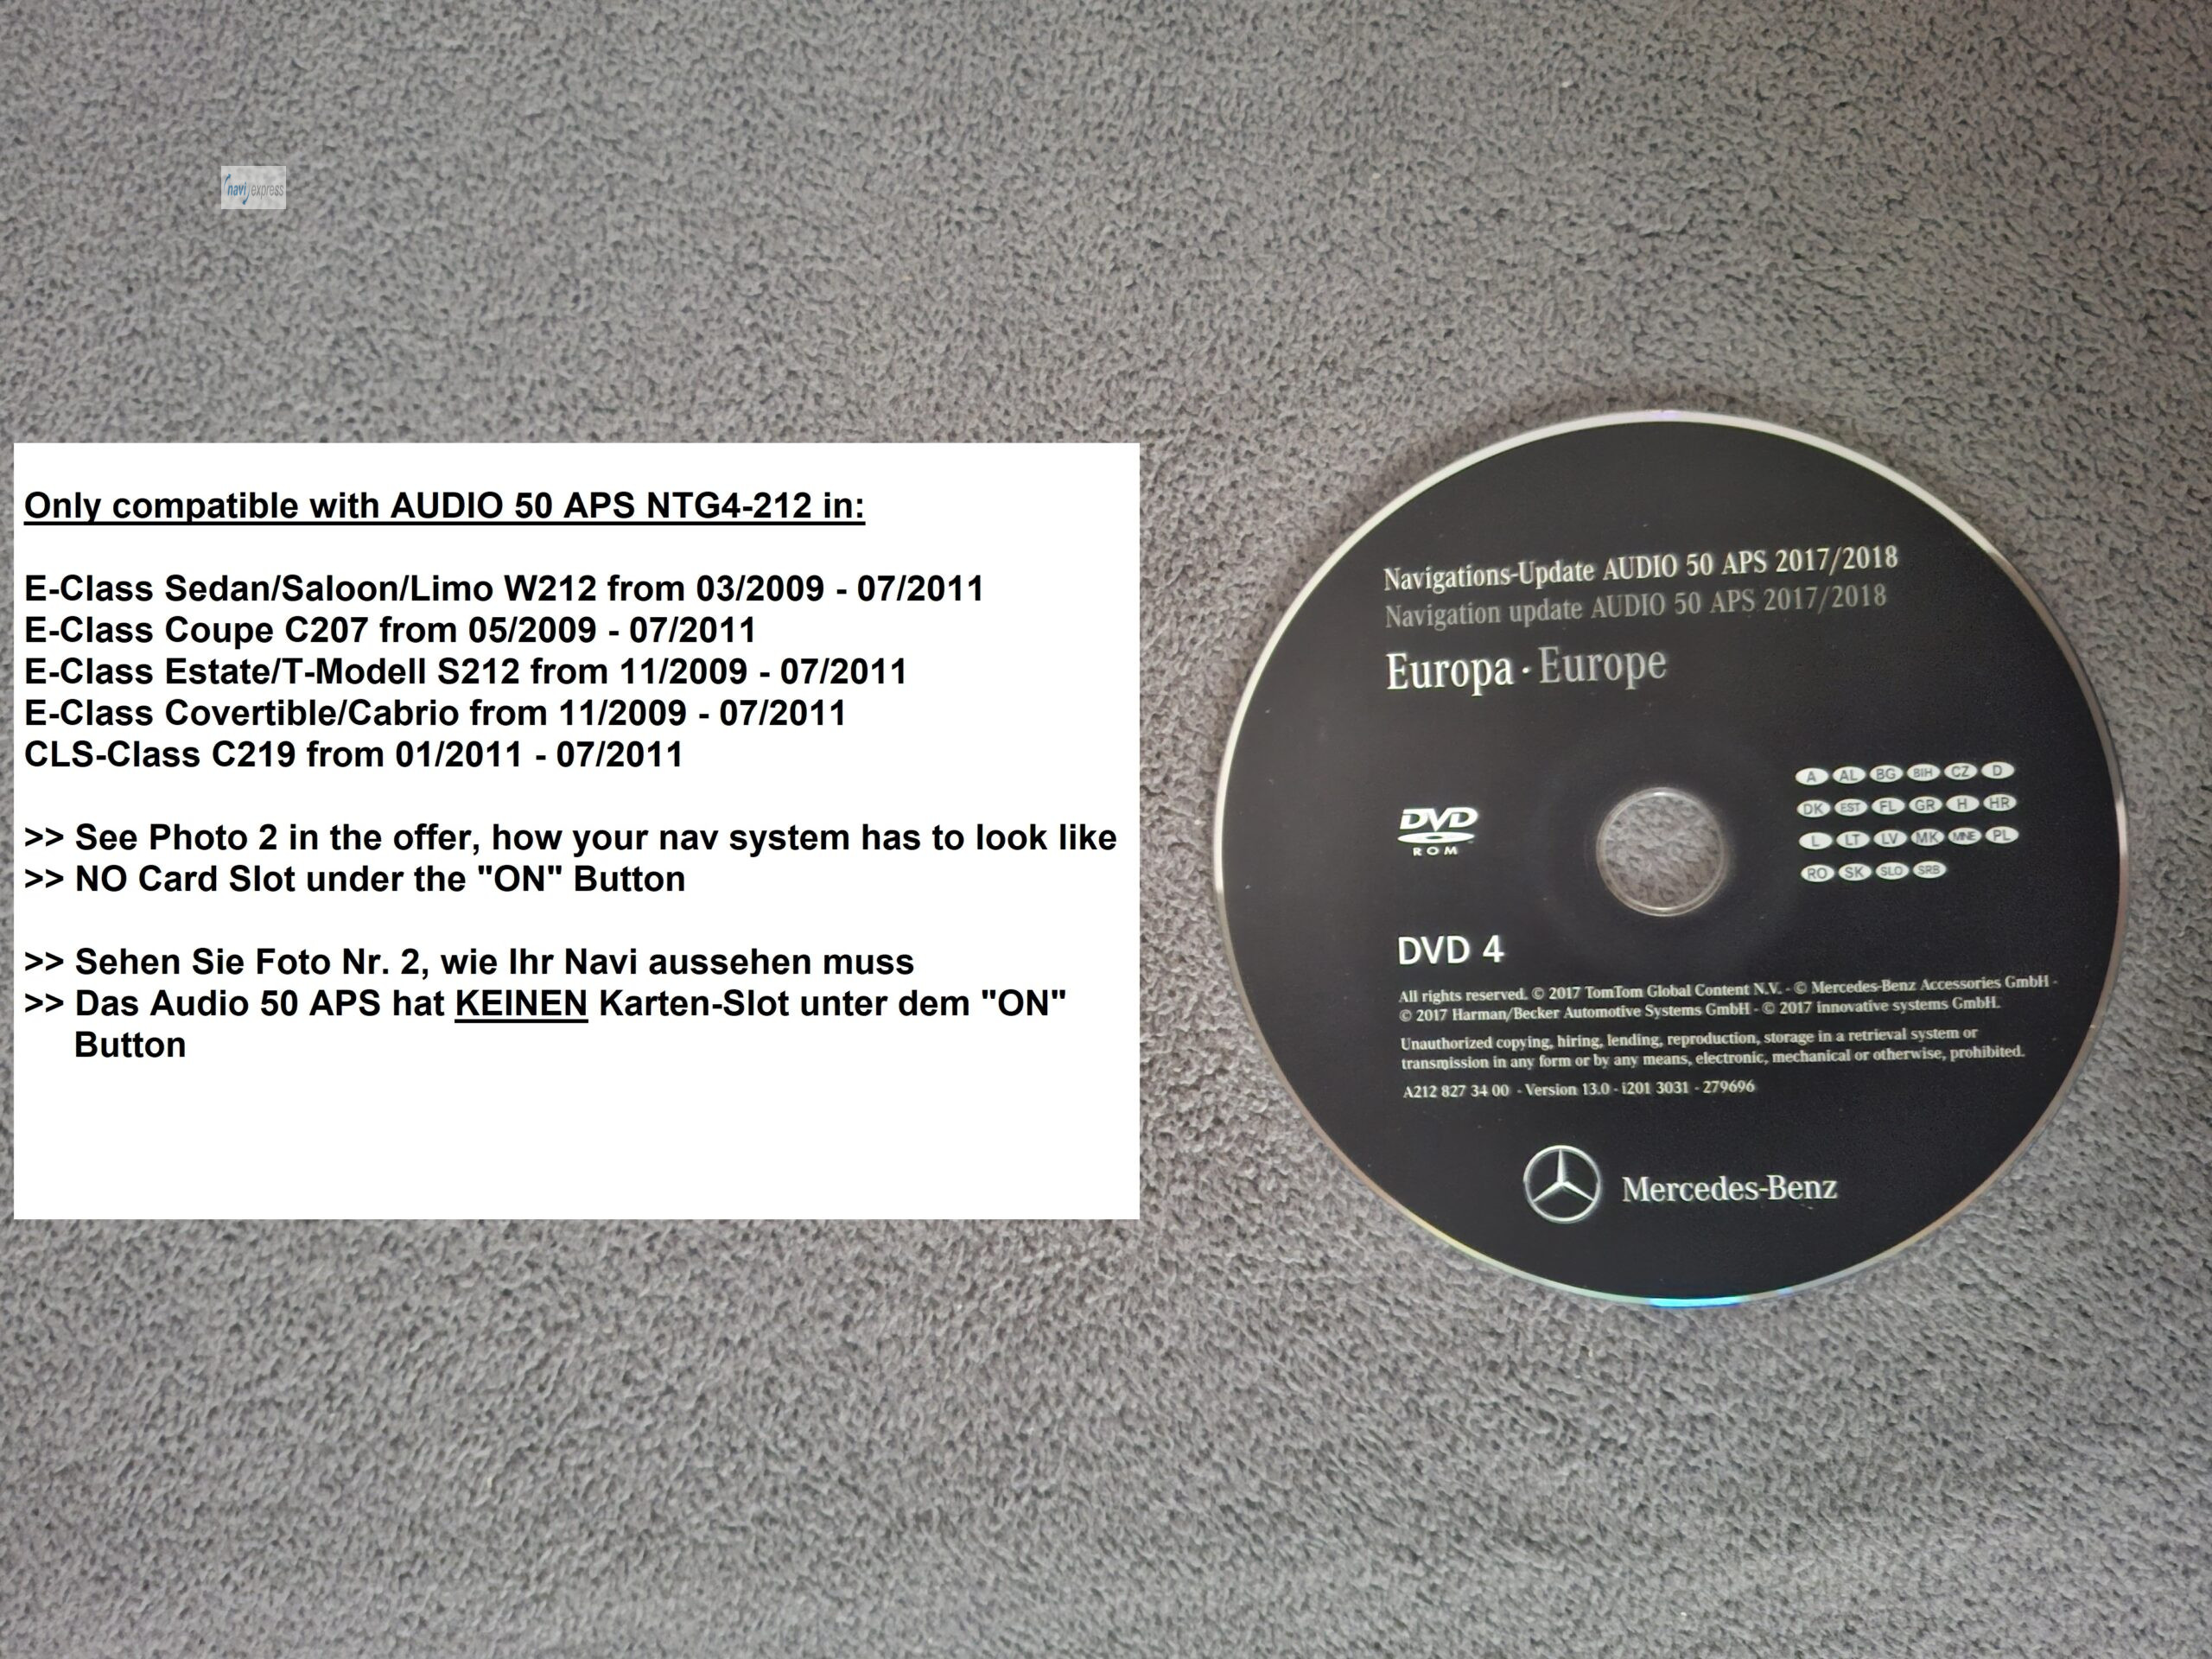 navi express
Only compatible with AUDIO 50 APS NTG4-212 in:
E-Class Sedan/Saloon/Limo W212 from 03/2009 - 07/2011
E-Class Coupe C207 from 05/2009 - 07/2011
E-Class Estate/T-Modell S212 from 11/2009 - 07/2011
E-Class Covertible/Cabrio from 11/2009 - 07/2011
CLS-Class C219 from 01/2011 - 07/2011
>> See Photo 2 in the offer, how your nav system has to look like
>> NO Card Slot under the "ON" Button
>> Sehen Sie Foto Nr. 2, wie Ihr Navi aussehen muss
>> Das Audio 50 APS hat KEINEN Karten-Slot unter dem "ON"
Button
Navigations-Update AUDIO 50 APS 2017/2018
Navigation update AUDIO 50 APS 2017/2018
Europa · Europe
A AL BG BIH CZ D
DK EST FL GR H HR
L LT LV MK MNE PL
RO SK SLO SRB
DVD
ROM
DVD 4
All rights reserved. © 2017 TomTom Global Content N.V. - © Mercedes-Benz Accessories GmbH -
© 2017 Harman/Becker Automotive Systems GmbH - © 2017 innovative systems GmbH.
Unauthorized copying, hiring, lending, reproduction, storage in a retrieval system or
transmission in any form or by any means, electronic, mechanical or otherwise, prohibited.
A212 827 34 00 - Version 13.0 - i201 3031 - 279696
Mercedes-Benz